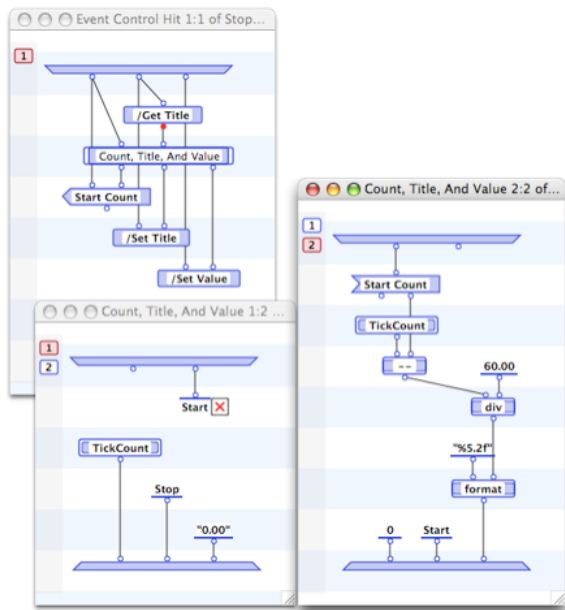 Event Control Hit 1:1 of Stop...
1
/Get Title
Count, Title, And Value
Start Count
/Set Title
/Set Value
Count, Title, And Value 1:2 ...
1
2
Start
TickCount
Stop
"0.00"
Count, Title, And Value 2:2 of...
1
2
Start Count
TickCount
--
60.00
div
"%5.2f"
format
0
Start